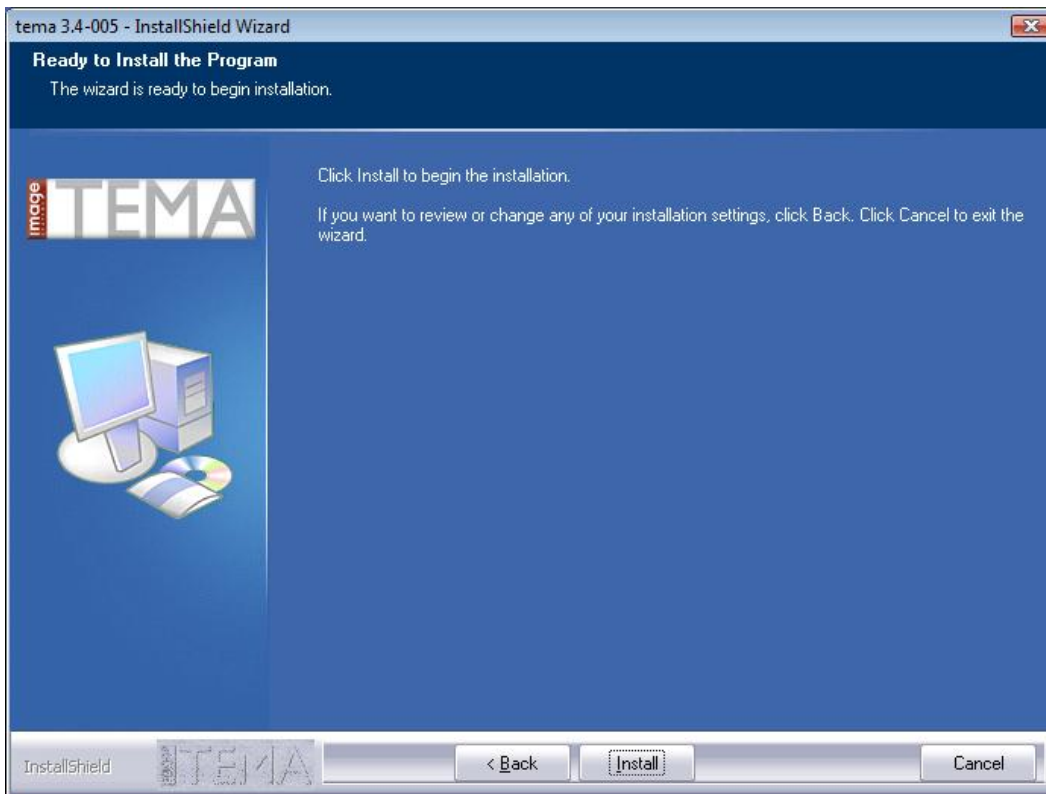 tema 3.4-005 - InstallShield Wizard
Ready to Install the Program
The wizard is ready to begin installation.
image
TEMA
Click Install to begin the installation.
If you want to review or change any of your installation settings, click Back. Click Cancel to exit the
wizard.
InstallShield
image TEMA
< Back
Install
Cancel